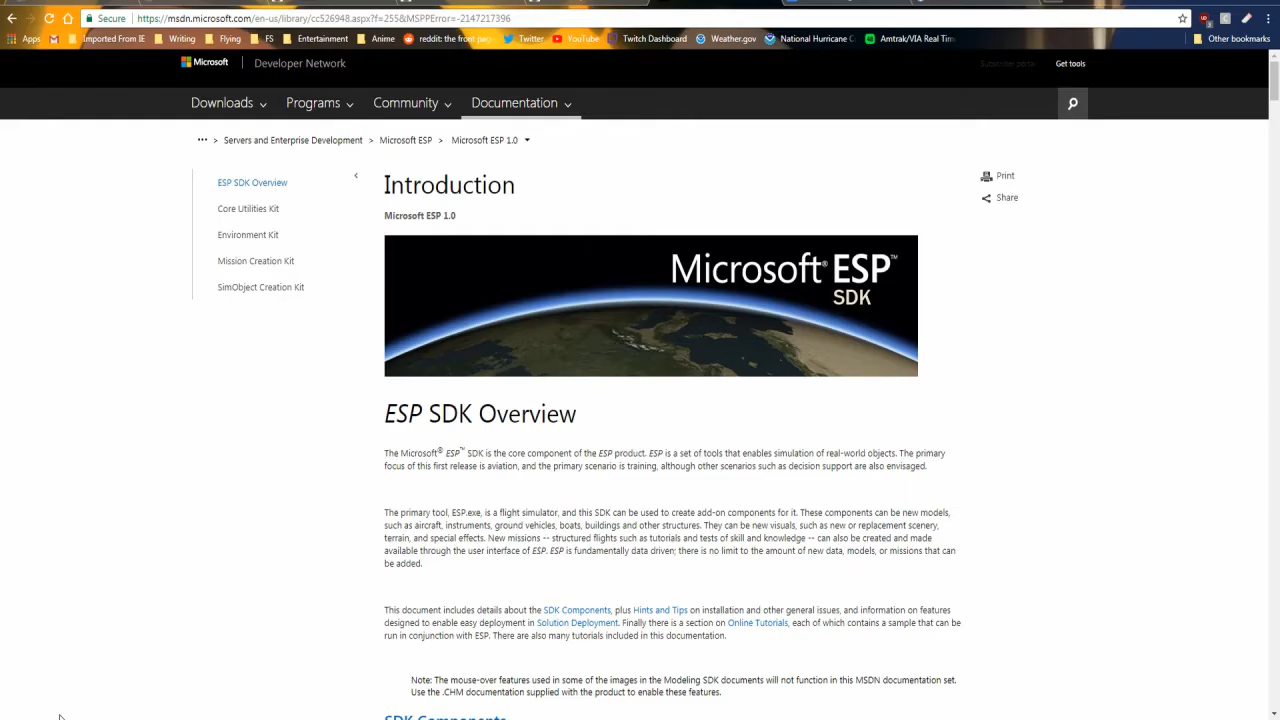 Secure https://msdn.microsoft.com/en-us/library/cc526948.aspx?f=255&MSPPError=-2147217396
Apps Imported From IE Writing Flying FS Entertainment Anime reddit: the front pag Twitter YouTube Twitch Dashboard Weather.gov National Hurricane C Amtrak/VIA Real Tim Other bookmarks
Microsoft Developer Network Subscriber portal Get tools
Downloads Programs Community Documentation
... > Servers and Enterprise Development > Microsoft ESP > Microsoft ESP 1.0
ESP SDK Overview
Core Utilities Kit
Environment Kit
Mission Creation Kit
SimObject Creation Kit
Print
Share
Introduction
Microsoft ESP 1.0
Microsoft® ESP™
SDK
ESP SDK Overview
The Microsoft® ESP™ SDK is the core component of the ESP product. ESP is a set of tools that enables simulation of real-world objects. The primary
focus of this first release is aviation, and the primary scenario is training, although other scenarios such as decision support are also envisaged.
The primary tool, ESP.exe, is a flight simulator, and this SDK can be used to create add-on components for it. These components can be new models,
such as aircraft, instruments, ground vehicles, boats, buildings and other structures. They can be new visuals, such as new or replacement scenery,
terrain, and special effects. New missions -- structured flights such as tutorials and tests of skill and knowledge -- can also be created and made
available through the user interface of ESP. ESP is fundamentally data driven; there is no limit to the amount of new data, models, or missions that can
be added.
This document includes details about the SDK Components, plus Hints and Tips on installation and other general issues, and information on features
designed to enable easy deployment in Solution Deployment. Finally there is a section on Online Tutorials, each of which contains a sample that can be
run in conjunction with ESP. There are also many tutorials included in this documentation.
Note: The mouse-over features used in some of the images in the Modeling SDK documents will not function in this MSDN documentation set.
Use the .CHM documentation supplied with the product to enable these features.
SDK Components